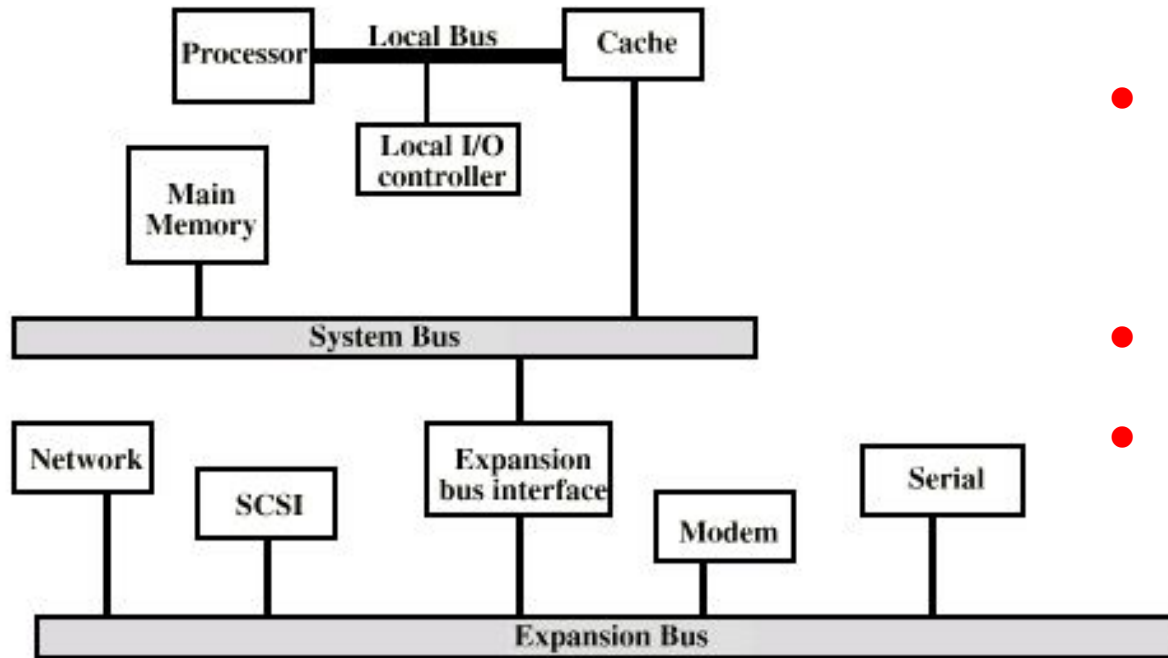 Processor
Local Bus
Cache
Local I/O
controller
Main
Memory
System Bus
Network
SCSI
Expansion
bus interface
Modem
Serial
Expansion Bus